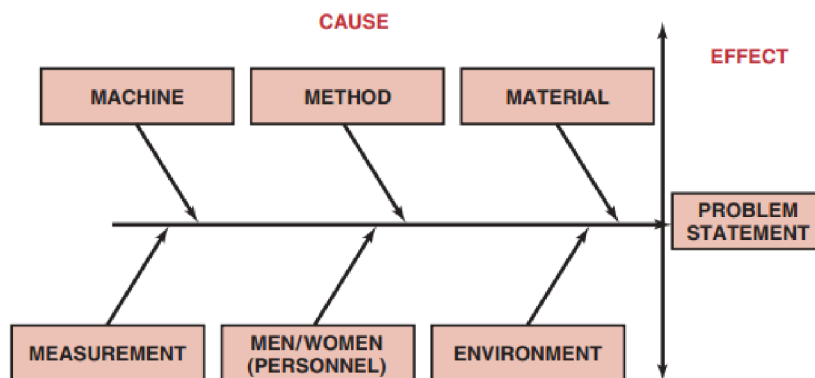 CAUSE
EFFECT
MACHINE
METHOD
MATERIAL
PROBLEM
STATEMENT
MEASUREMENT
MEN/WOMEN
(PERSONNEL)
ENVIRONMENT